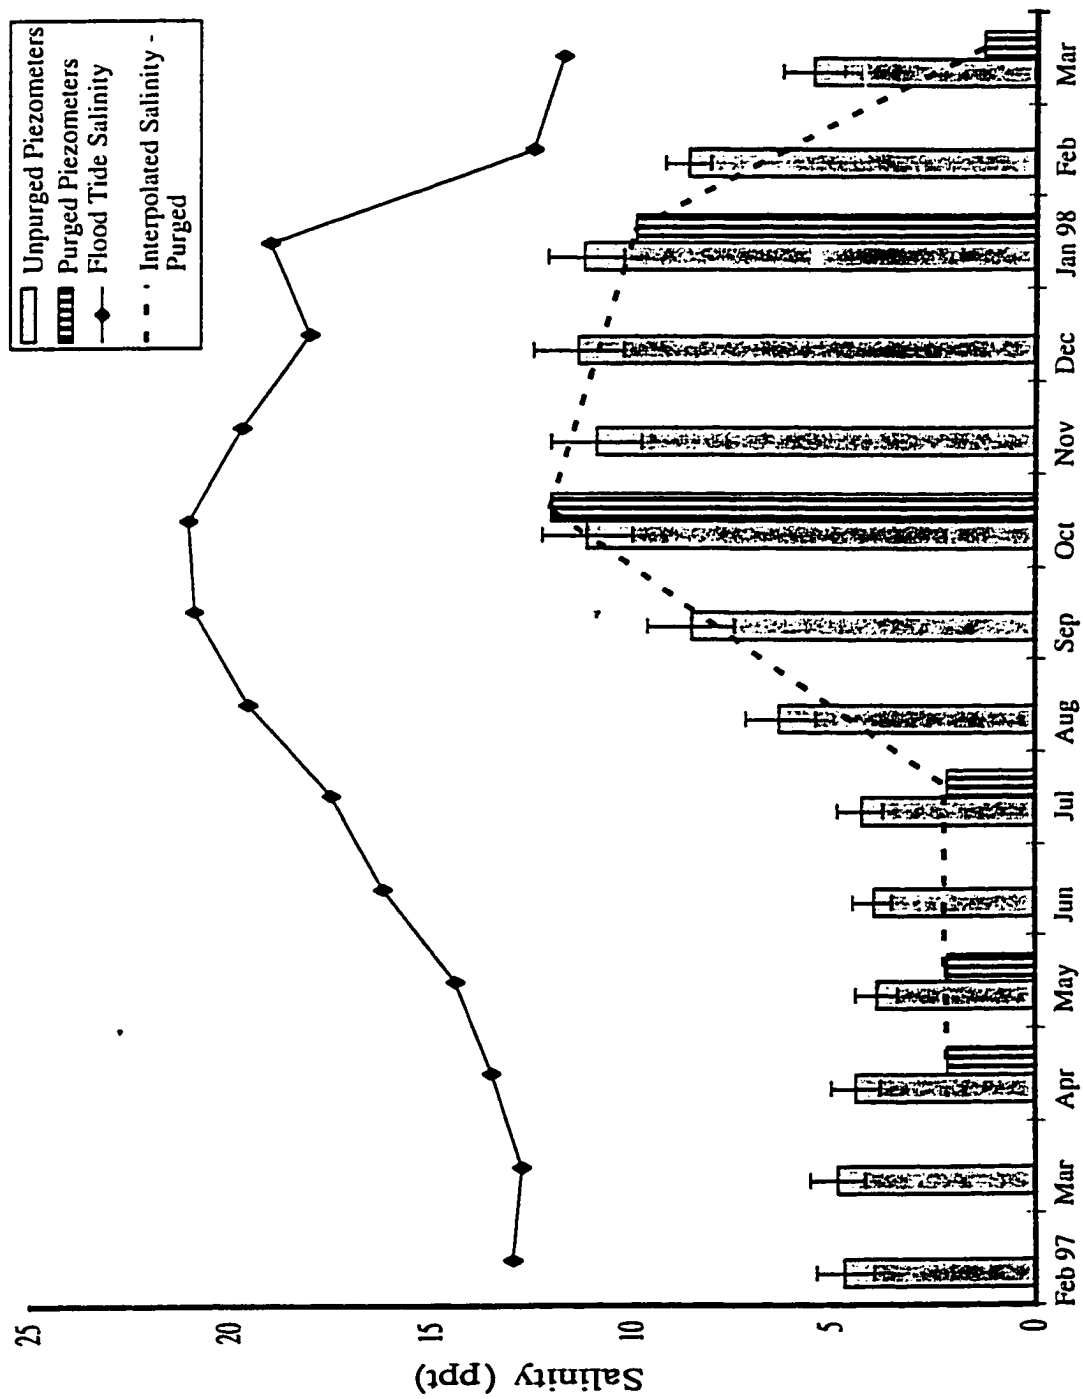 Unpurged Piezometers
Purged Piezometers
Flood Tide Salinity
Interpolated Salinity -
Purged
Salinity (ppt)
25
20
15
10
5
0
Feb 97 Mar Apr May Jun Jul Aug Sep Oct Nov Dec Jan 98 Feb Mar